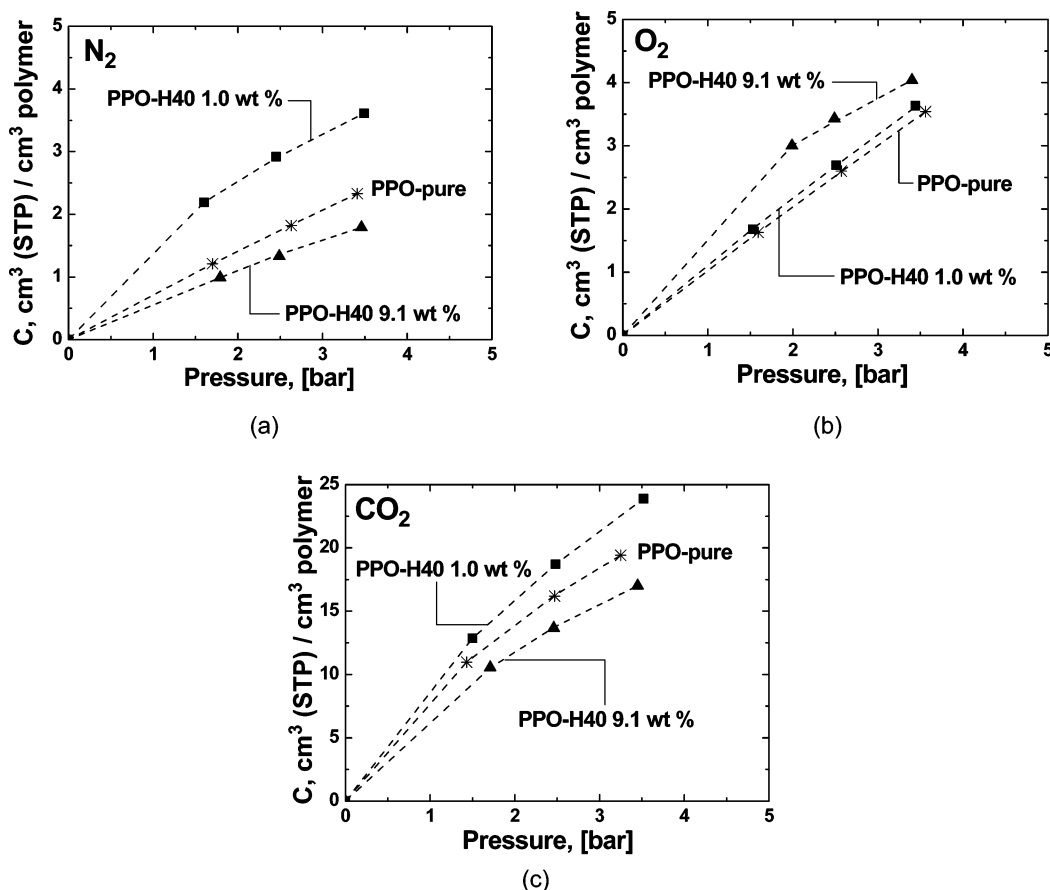 N2
PPO-H40 1.0 wt %
PPO-pure
PPO-H40 9.1 wt %
C, cm3 (STP) / cm3 polymer
5
4
3
2
1
0
0 1 2 3 4 5
Pressure, [bar]
(a)
O2
PPO-H40 9.1 wt %
PPO-pure
PPO-H40 1.0 wt %
C, cm3 (STP) / cm3 polymer
5
4
3
2
1
0
0 1 2 3 4 5
Pressure, [bar]
(b)
CO2
PPO-pure
PPO-H40 1.0 wt %
PPO-H40 9.1 wt %
C, cm3 (STP) / cm3 polymer
25
20
15
10
5
0
0 1 2 3 4 5
Pressure, [bar]
(c)